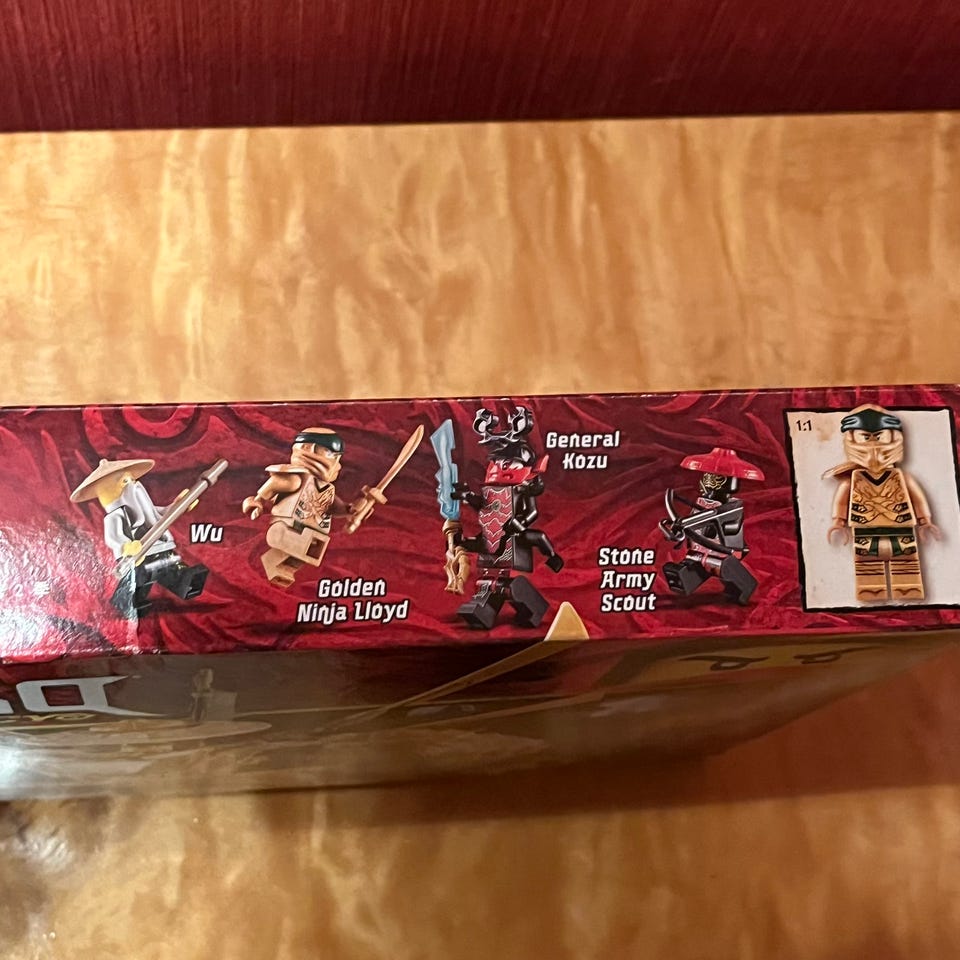 Wu
Golden
Ninja Lloyd
General
Kozu
Stone
Army
Scout
1:1